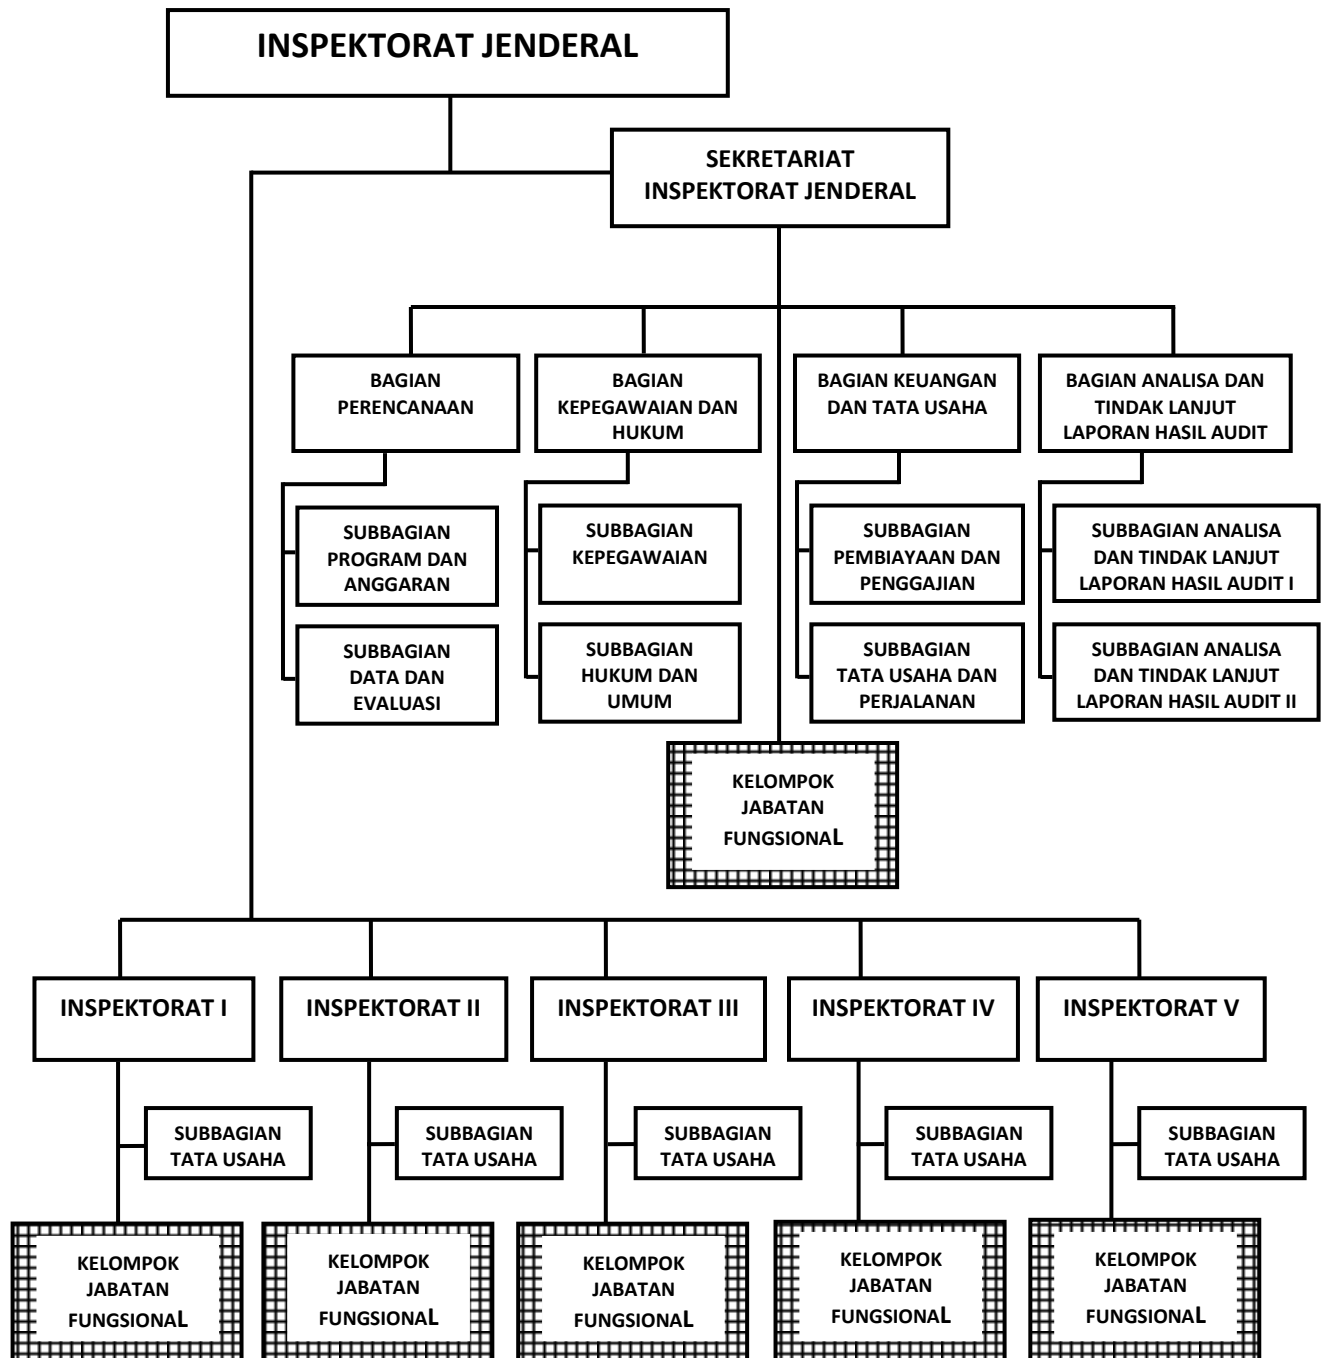 INSPEKTORAT JENDERAL
SEKRETARIAT
INSPEKTORAT JENDERAL
BAGIAN
PERENCANAAN
BAGIAN
KEPEGAWAIAN DAN
HUKUM
BAGIAN KEUANGAN
DAN TATA USAHA
BAGIAN ANALISA DAN
TINDAK LANJUT
LAPORAN HASIL AUDIT
SUBBAGIAN
PROGRAM DAN
ANGGARAN
SUBBAGIAN
KEPEGAWAIAN
SUBBAGIAN
PEMBIAYAAN DAN
PENGGAJIAN
SUBBAGIAN ANALISA
DAN TINDAK LANJUT
LAPORAN HASIL AUDIT I
SUBBAGIAN
DATA DAN
EVALUASI
SUBBAGIAN
HUKUM DAN
UMUM
SUBBAGIAN
TATA USAHA DAN
PERJALANAN
SUBBAGIAN ANALISA
DAN TINDAK LANJUT
LAPORAN HASIL AUDIT II
KELOMPOK
JABATAN
FUNGSIONAL
INSPEKTORAT I
INSPEKTORAT II
INSPEKTORAT III
INSPEKTORAT IV
INSPEKTORAT V
SUBBAGIAN
TATA USAHA
SUBBAGIAN
TATA USAHA
SUBBAGIAN
TATA USAHA
SUBBAGIAN
TATA USAHA
SUBBAGIAN
TATA USAHA
KELOMPOK
JABATAN
FUNGSIONAL
KELOMPOK
JABATAN
FUNGSIONAL
KELOMPOK
JABATAN
FUNGSIONAL
KELOMPOK
JABATAN
FUNGSIONAL
KELOMPOK
JABATAN
FUNGSIONAL